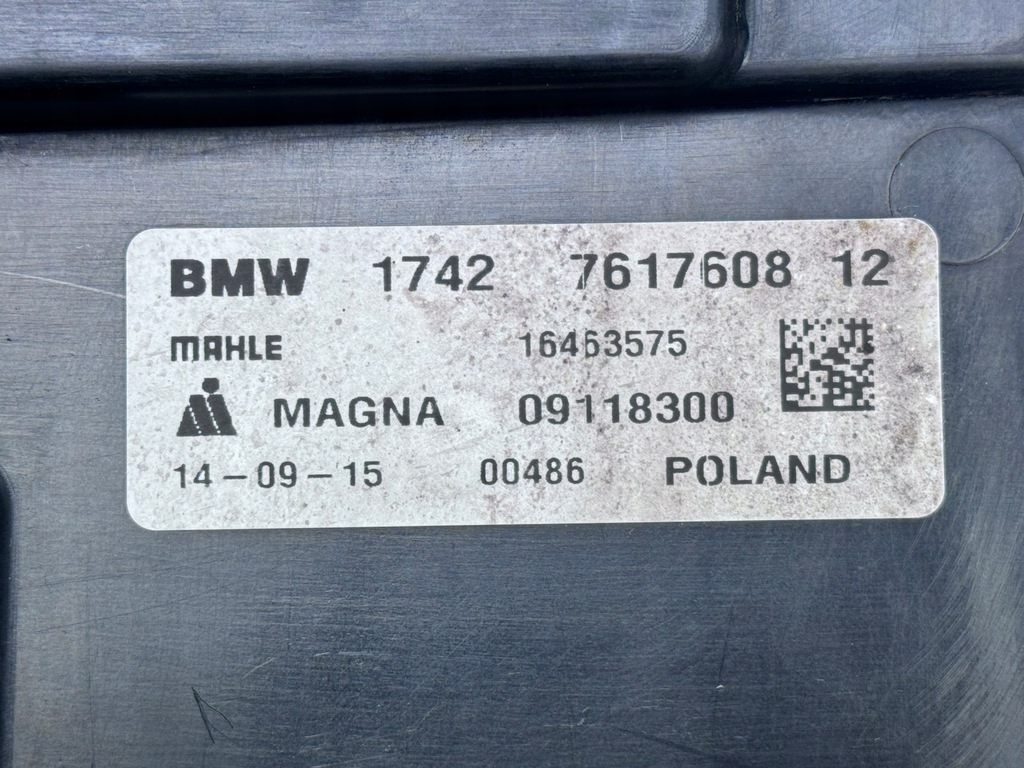 BMW 1742 7617608 12
MAHLE 16463575
MAGNA 09118300
14-09-15 00486 POLAND